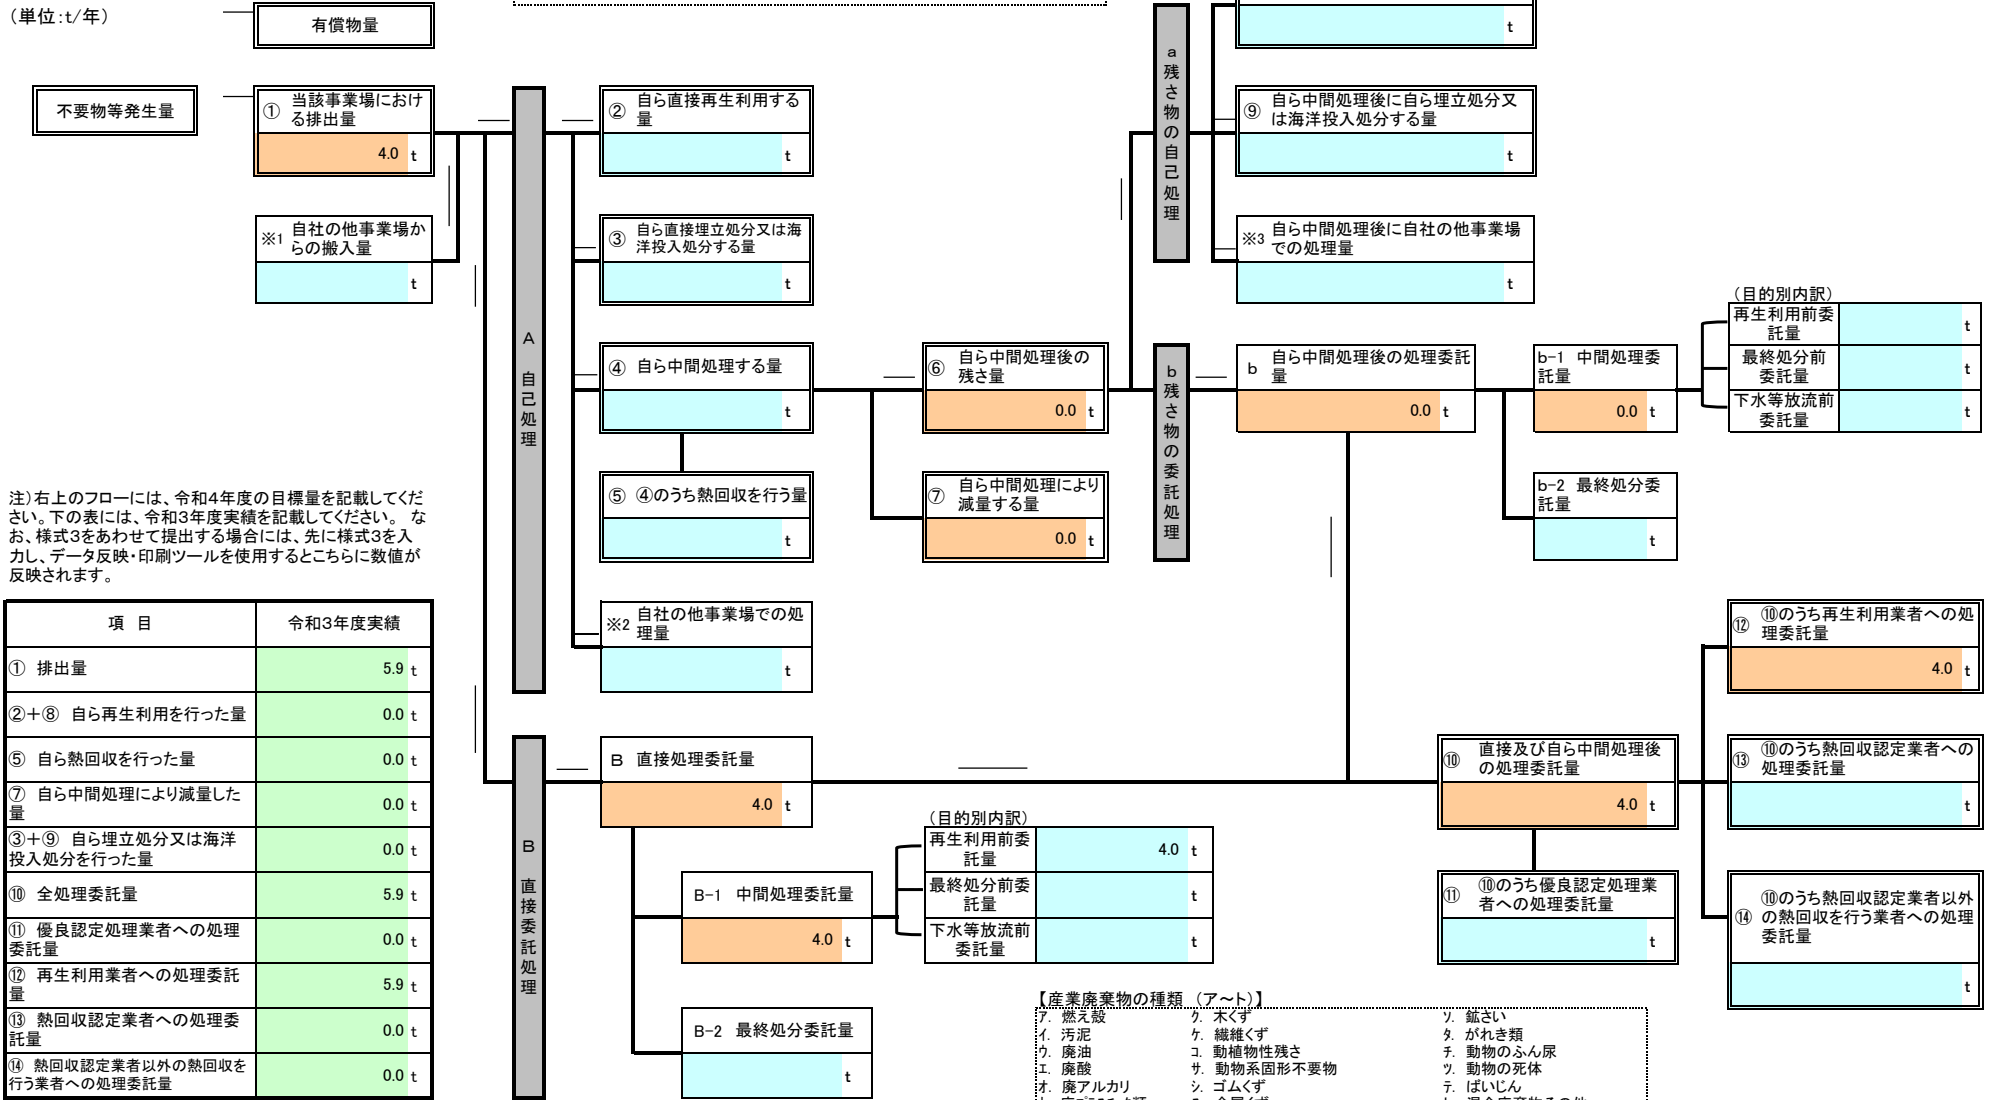 （単位：t/年）
有償物量
t
不要物等発生量
① 当該事業場におけ
る排出量
4.0 t
※1 自社の他事業場か
らの搬入量
t
A 自己処理
② 自ら直接再生利用する
量
t
③ 自ら直接埋立処分又は海
洋投入処分する量
t
④ 自ら中間処理する量
t
⑤ ④のうち熱回収を行う量
t
※2 自社の他事業場での処
理量
t
⑥ 自ら中間処理後の
残さ量
0.0 t
⑦ 自ら中間処理により
減量する量
0.0 t
a 残さ物の自己処理
⑨ 自ら中間処理後に自ら埋立処分又
は海洋投入処分する量
t
※3 自ら中間処理後に自社の他事業場
での処理量
t
b 残さ物の委託処理
b 自ら中間処理後の処理委託
量
0.0 t
b-1 中間処理委
託量
0.0 t
（目的別内訳）
再生利用前委
託量
t
最終処分前
委託量
t
下水等放流前
委託量
t
b-2 最終処分委
託量
t
注）右上のフローには、令和4年度の目標量を記載してくだ
さい。下の表には、令和3年度実績を記載してください。 な
お、様式3をあわせて提出する場合には、先に様式3を入
力し、データ反映・印刷ツールを使用するとこちらに数値が
反映されます。
項 目 令和3年度実績
① 排出量 5.9 t
②＋⑧ 自ら再生利用を行った量 0.0 t
⑤ 自ら熱回収を行った量 0.0 t
⑦ 自ら中間処理により減量した
量 0.0 t
③＋⑨ 自ら埋立処分又は海洋
投入処分を行った量 0.0 t
⑩ 全処理委託量 5.9 t
⑪ 優良認定処理業者への処理
委託量 0.0 t
⑫ 再生利用業者への処理委託
量 5.9 t
⑬ 熱回収認定業者への処理委
託量 0.0 t
⑭ 熱回収認定業者以外の熱回収を
行う業者への処理委託量 0.0 t
B 直接委託処理
B 直接処理委託量
4.0 t
B-1 中間処理委託量
4.0 t
B-2 最終処分委託量
t
（目的別内訳）
再生利用前委
託量
4.0 t
最終処分前委
託量
t
下水等放流前
委託量
t
⑩ 直接及び自ら中間処理後
の処理委託量
4.0 t
⑪ ⑩のうち優良認定処理業
者への処理委託量
t
⑫ ⑩のうち再生利用業者への処
理委託量
4.0 t
⑬ ⑩のうち熱回収認定業者への
処理委託量
t
⑭ ⑩のうち熱回収認定業者以外
の熱回収を行う業者への処理
委託量
t
【産業廃棄物の種類 （ア～ト）】
ア. 燃え殻 ク. 木くず ソ. 鉱さい
イ. 汚泥 ケ. 繊維くず タ. がれき類
ウ. 廃油 コ. 動植物性残さ チ. 動物のふん尿
エ. 廃酸 サ. 動物系固形不要物 ツ. 動物の死体
オ. 廃アルカリ シ. ゴムくず テ. ばいじん